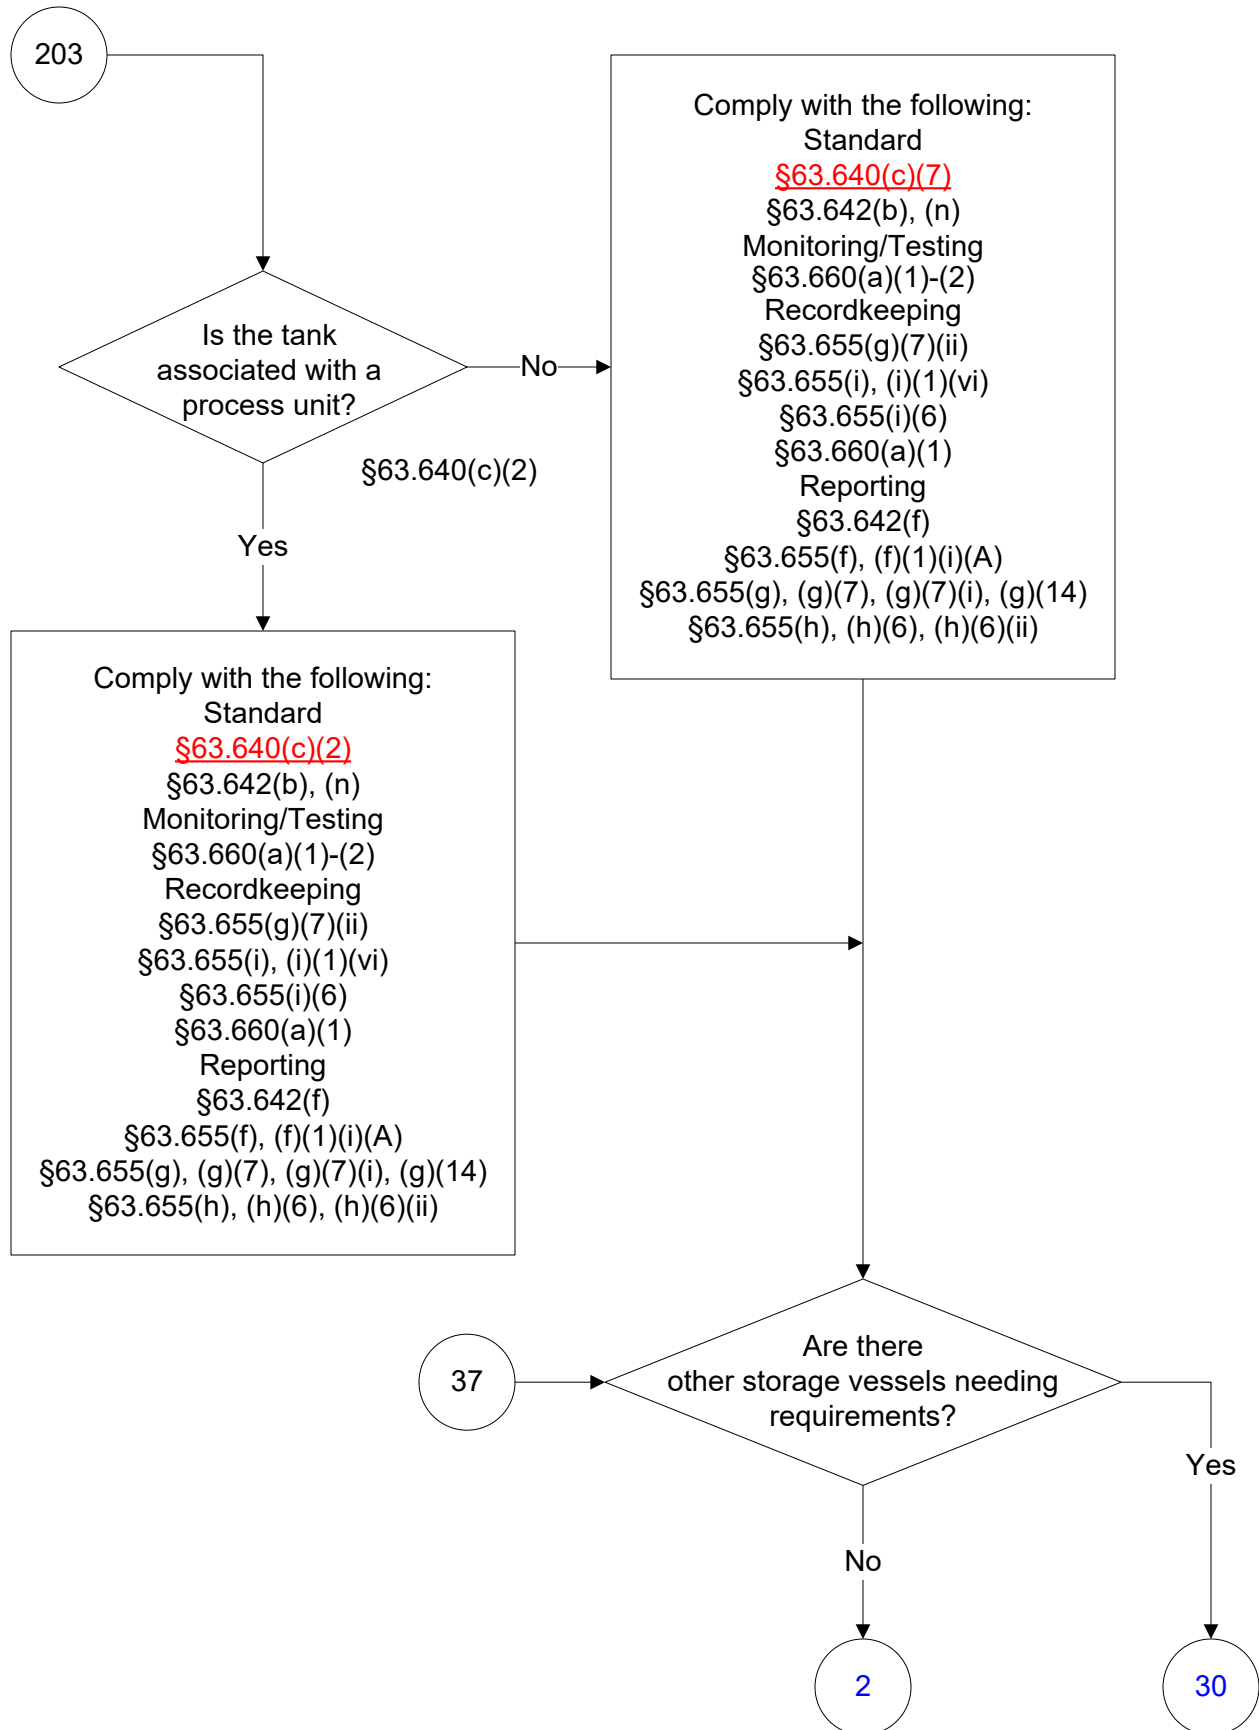 203
Comply with the following:
Standard
§63.640(c)(7)
§63.642(b), (n)
Monitoring/Testing
§63.660(a)(1)-(2)
Recordkeeping
§63.655(g)(7)(ii)
§63.655(i), (i)(1)(vi)
§63.655(i)(6)
§63.660(a)(1)
Reporting
§63.642(f)
§63.655(f), (f)(1)(i)(A)
§63.655(g), (g)(7), (g)(7)(i), (g)(14)
§63.655(h), (h)(6), (h)(6)(ii)
Is the tank
associated with a
process unit?
No
§63.640(c)(2)
Yes
Comply with the following:
Standard
§63.640(c)(2)
§63.642(b), (n)
Monitoring/Testing
§63.660(a)(1)-(2)
Recordkeeping
§63.655(g)(7)(ii)
§63.655(i), (i)(1)(vi)
§63.655(i)(6)
§63.660(a)(1)
Reporting
§63.642(f)
§63.655(f), (f)(1)(i)(A)
§63.655(g), (g)(7), (g)(7)(i), (g)(14)
§63.655(h), (h)(6), (h)(6)(ii)
37
Are there
other storage vessels needing
requirements?
Yes
No
2
30